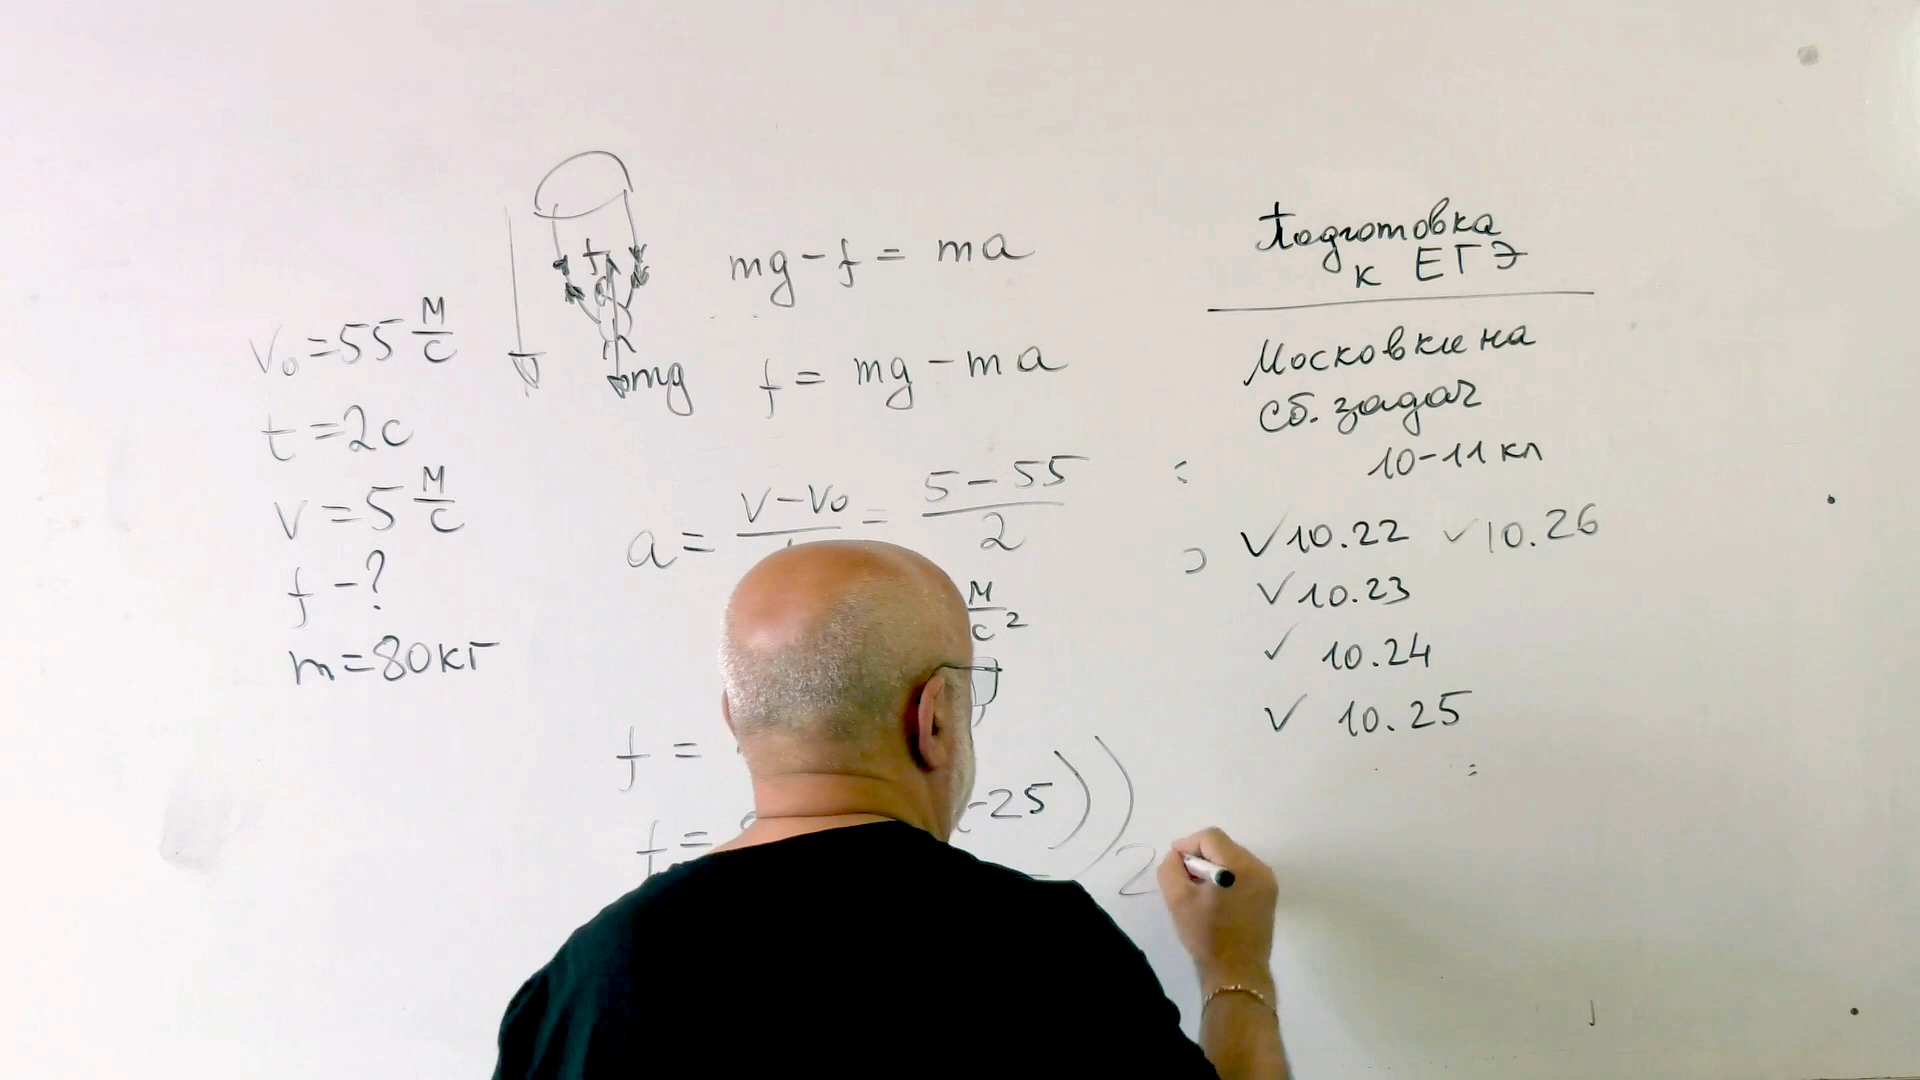 v₀ = 55 м/с
t = 2с
v = 5 м/с
f - ?
m = 80кг
f
mg
mg - f = ma
f = mg - ma
a = v - v₀ / = 5 - 55 / 2
м/с²
f =
f = -25))
2
Подготовка
к ЕГЭ
Московкина
Сб. задач
10-11 кл
✓10.22 ✓10.26
✓10.23
✓ 10.24
✓ 10.25